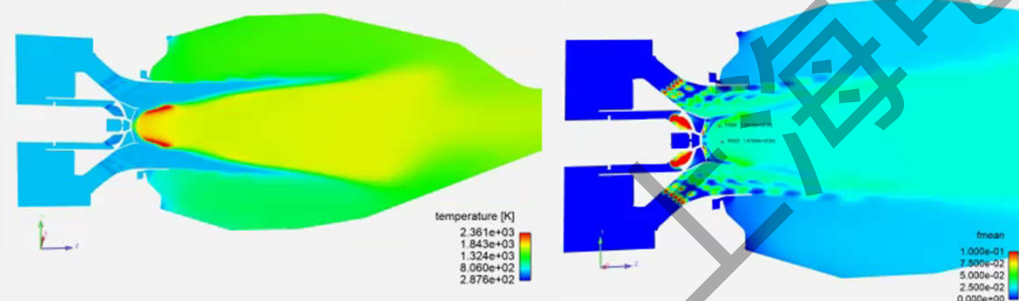 temperature [K]
2.361e+03
1.843e+03
1.324e+03
8.060e+02
2.876e+02
fmean
1.000e-01
7.500e-02
5.000e-02
2.500e-02
0.000e+00
上海电